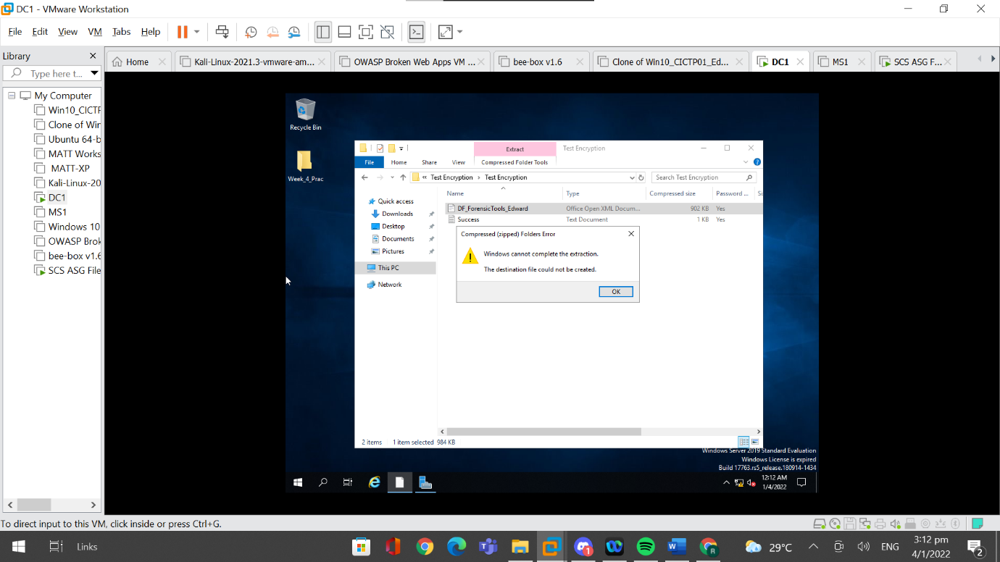 DC1 - VMware Workstation
File Edit View VM Tabs Help
Library
Type here t...
Home
Kali-Linux-2021.3-vmware-am...
OWASP Broken Web Apps VM ...
bee-box v1.6
Clone of Win10_CICTP01_Ed...
DC1
MS1
SCS ASG F...
My Computer
Win10_CICTF
Clone of Wir
Ubuntu 64-b
MATT Works
MATT-XP
Kali-Linux-20
DC1
MS1
Windows 10
OWASP Brok
bee-box v1.6
SCS ASG File
Recycle Bin
Week_4_Prac
Extract
Test Encryption
File Home Share View Compressed Folder Tools
« Test Encryption › Test Encryption
Search Test Encryption
Quick access
Downloads
Desktop
Documents
Pictures
This PC
Network
Name Type Compressed size Password ... Si
DF_ForensicTools_Edward Office Open XML Docum... 902 KB Yes
Success Text Document 1 KB Yes
Compressed (zipped) Folders Error
Windows cannot complete the extraction.
The destination file could not be created.
OK
2 items 1 item selected 984 KB
Windows Server 2019 Standard Evaluation
Windows License is expired
Build 17763.rs5_release.180914-1434
12:12 AM
1/4/2022
To direct input to this VM, click inside or press Ctrl+G.
Links
29°C
ENG
3:12 pm
4/1/2022
2